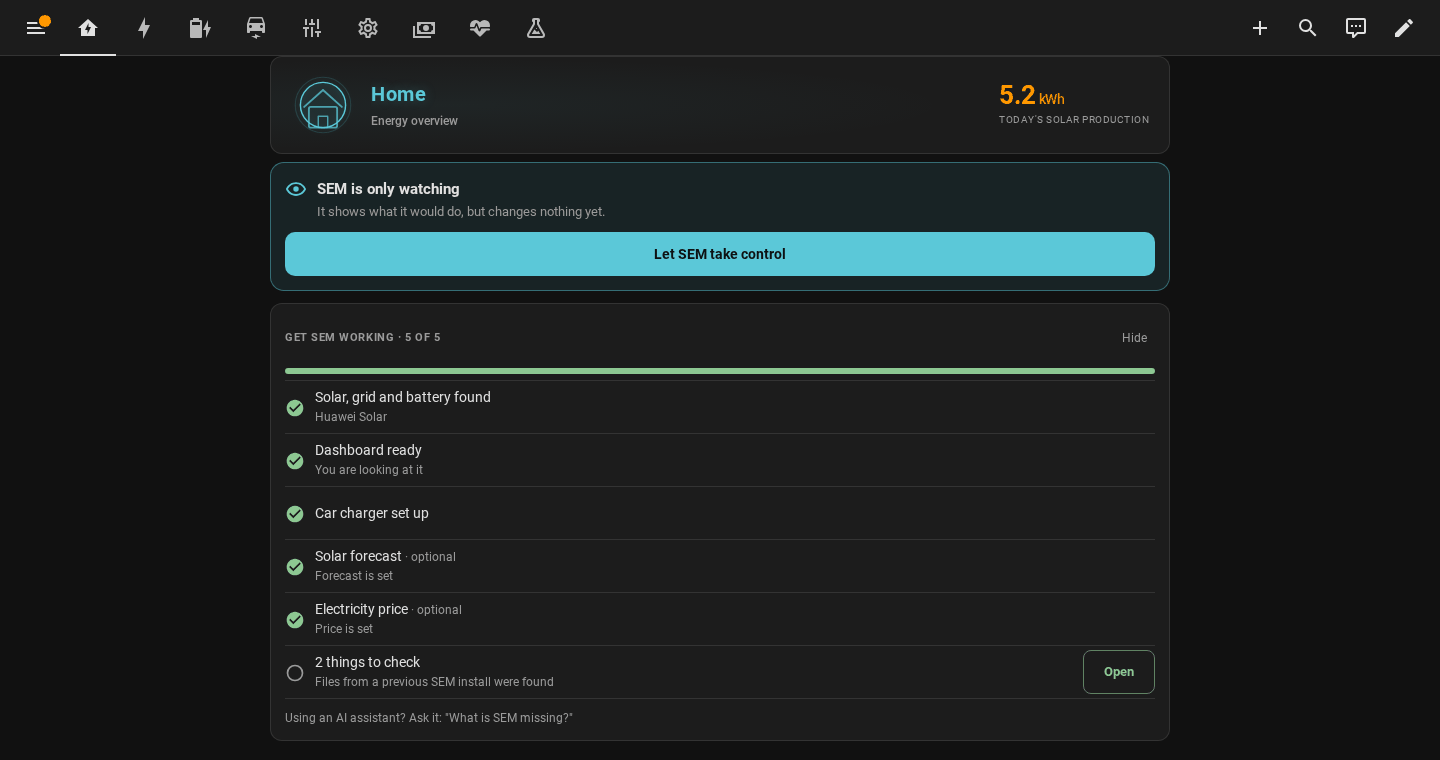 Home
Energy overview
5.2 kWh
TODAY'S SOLAR PRODUCTION
SEM is only watching
It shows what it would do, but changes nothing yet.
Let SEM take control
GET SEM WORKING · 5 OF 5
Hide
Solar, grid and battery found
Huawei Solar
Dashboard ready
You are looking at it
Car charger set up
Solar forecast · optional
Forecast is set
Electricity price · optional
Price is set
2 things to check
Files from a previous SEM install were found
Open
Using an AI assistant? Ask it: "What is SEM missing?"